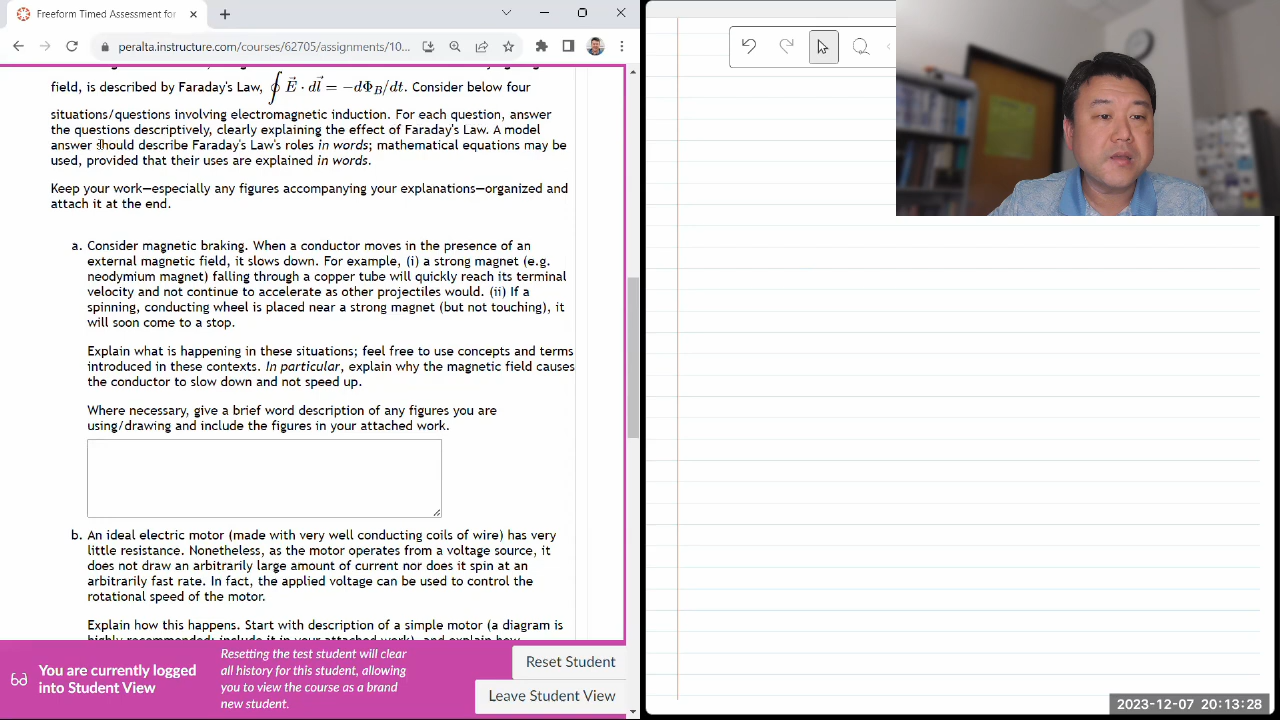 Freeform Timed Assessment for
peralta.instructure.com/courses/62705/assignments/10...
field, is described by Faraday's Law, ∮ E⃗ · dl⃗ = −dΦ_B/dt. Consider below four
situations/questions involving electromagnetic induction. For each question, answer
the questions descriptively, clearly explaining the effect of Faraday's Law. A model
answer should describe Faraday's Law's roles in words; mathematical equations may be
used, provided that their uses are explained in words.
Keep your work—especially any figures accompanying your explanations—organized and
attach it at the end.
a. Consider magnetic braking. When a conductor moves in the presence of an
external magnetic field, it slows down. For example, (i) a strong magnet (e.g.
neodymium magnet) falling through a copper tube will quickly reach its terminal
velocity and not continue to accelerate as other projectiles would. (ii) If a
spinning, conducting wheel is placed near a strong magnet (but not touching), it
will soon come to a stop.
Explain what is happening in these situations; feel free to use concepts and terms
introduced in these contexts. In particular, explain why the magnetic field causes
the conductor to slow down and not speed up.
Where necessary, give a brief word description of any figures you are
using/drawing and include the figures in your attached work.
b. An ideal electric motor (made with very well conducting coils of wire) has very
little resistance. Nonetheless, as the motor operates from a voltage source, it
does not draw an arbitrarily large amount of current nor does it spin at an
arbitrarily fast rate. In fact, the applied voltage can be used to control the
rotational speed of the motor.
Explain how this happens. Start with description of a simple motor (a diagram is
highly recommended; include it in your attached work), and explain how
You are currently logged
into Student View
Resetting the test student will clear
all history for this student, allowing
you to view the course as a brand
new student.
Reset Student
Leave Student View
2023-12-07 20:13:28